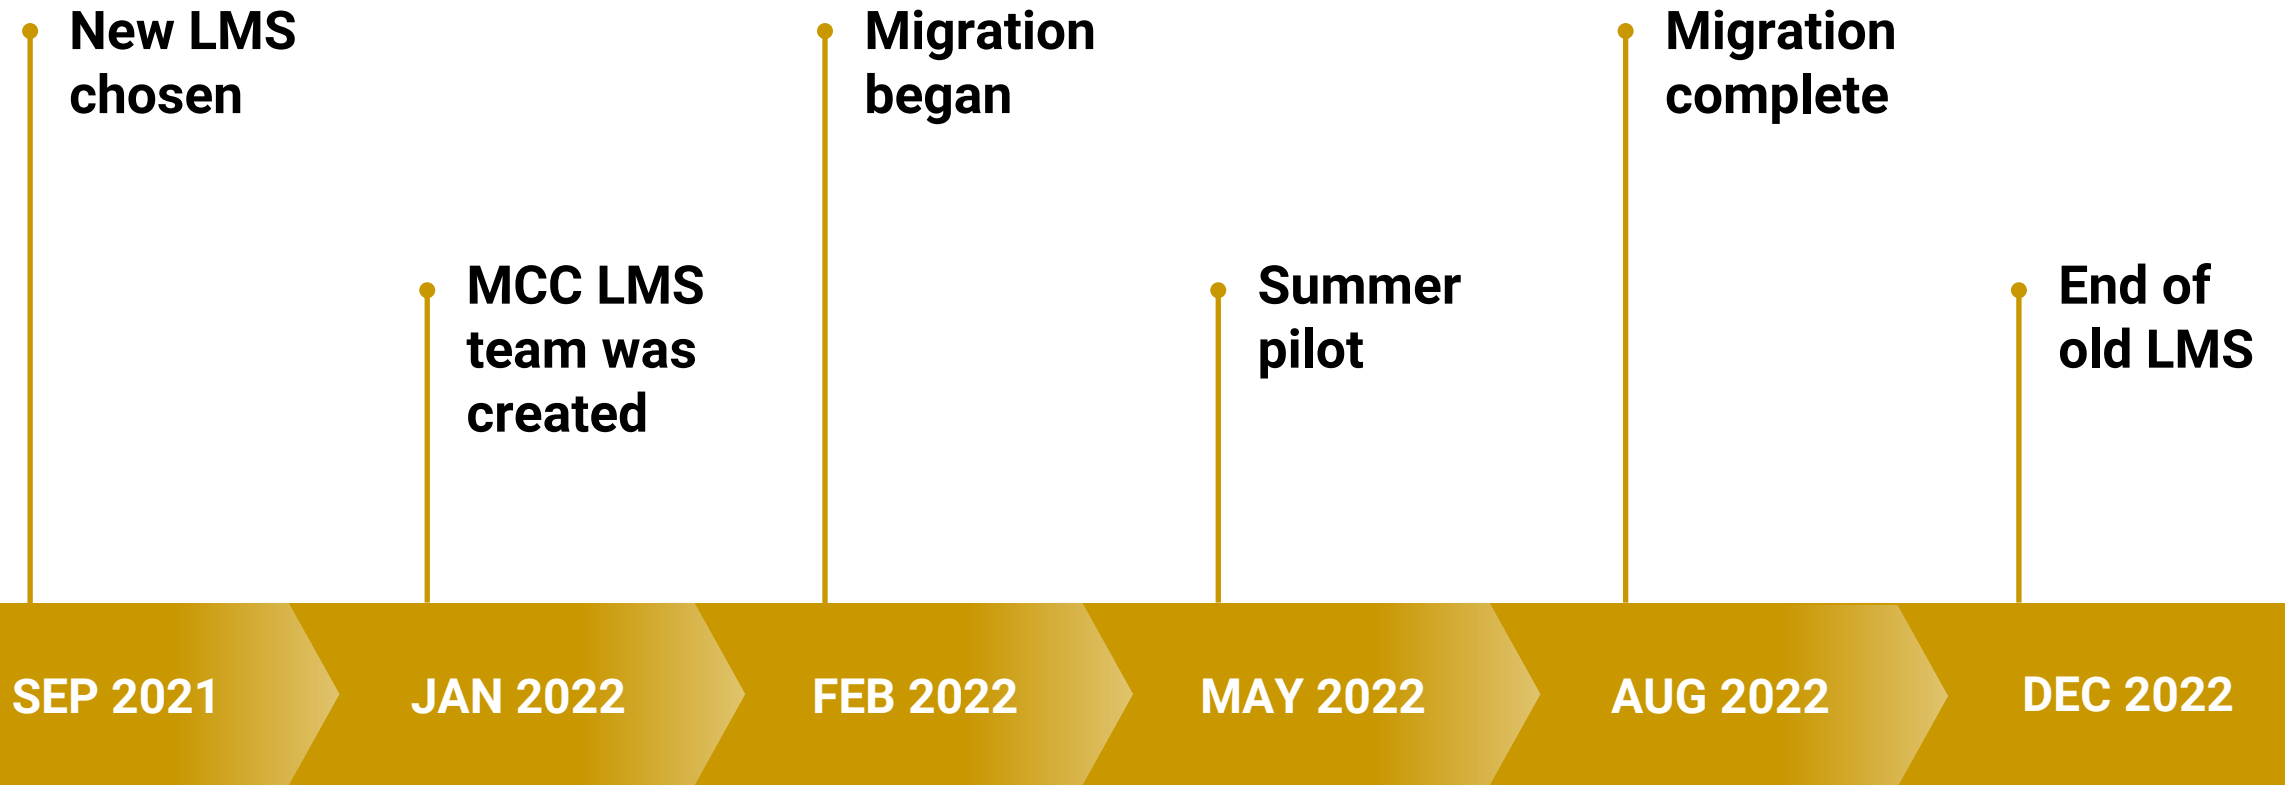 New LMS
chosen
MCC LMS
team was
created
Migration
began
Summer
pilot
Migration
complete
End of
old LMS
SEP 2021
JAN 2022
FEB 2022
MAY 2022
AUG 2022
DEC 2022